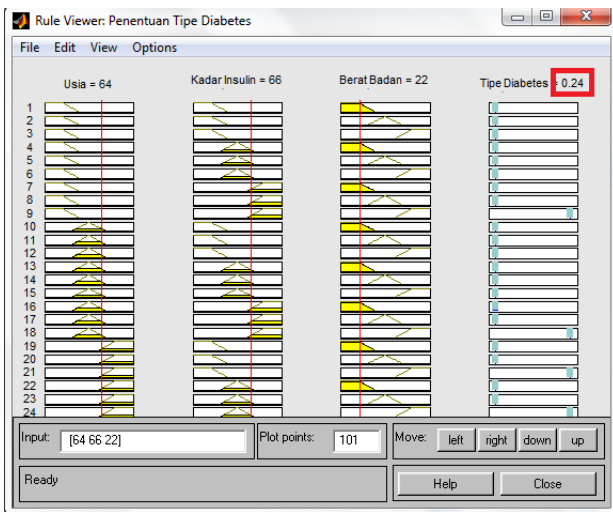 Rule Viewer: Penentuan Tipe Diabetes
File Edit View Options
Usia = 64
Kadar Insulin = 66
Berat Badan = 22
Tipe Diabetes = 0.24
1
2
3
4
5
6
7
8
9
10
11
12
13
14
15
16
17
18
19
20
21
22
23
24
Input: [64 66 22]
Plot points: 101
Move: left right down up
Ready
Help Close